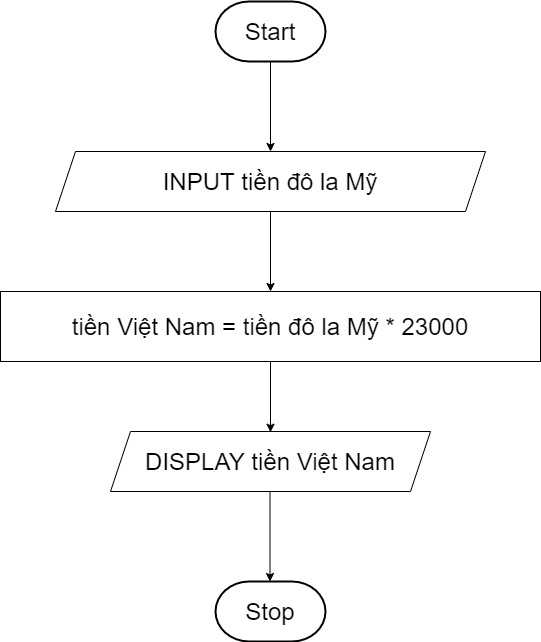 Start
INPUT tiền đô la Mỹ
tiền Việt Nam = tiền đô la Mỹ * 23000
DISPLAY tiền Việt Nam
Stop